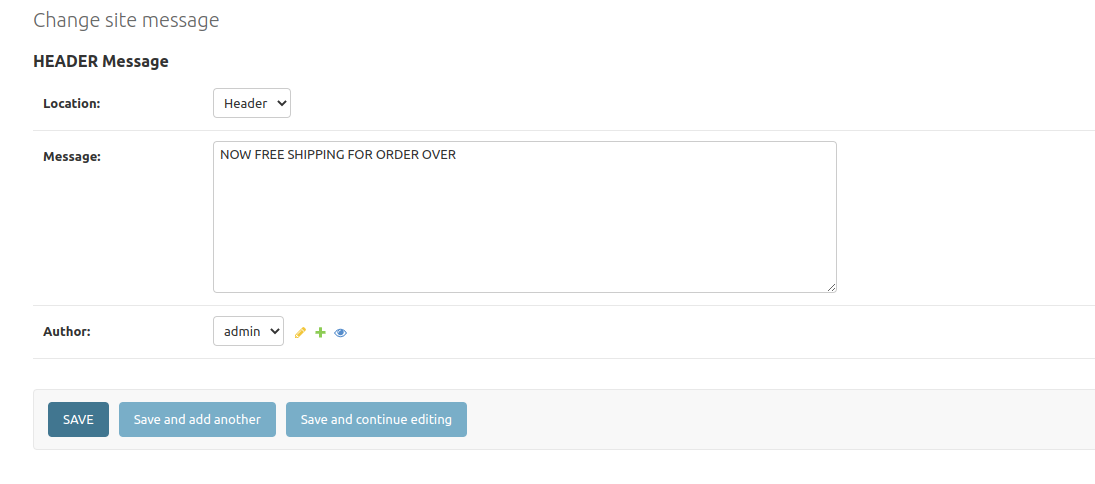 Change site message
HEADER Message
Location: Header
Message: NOW FREE SHIPPING FOR ORDER OVER
Author: admin
SAVE Save and add another Save and continue editing